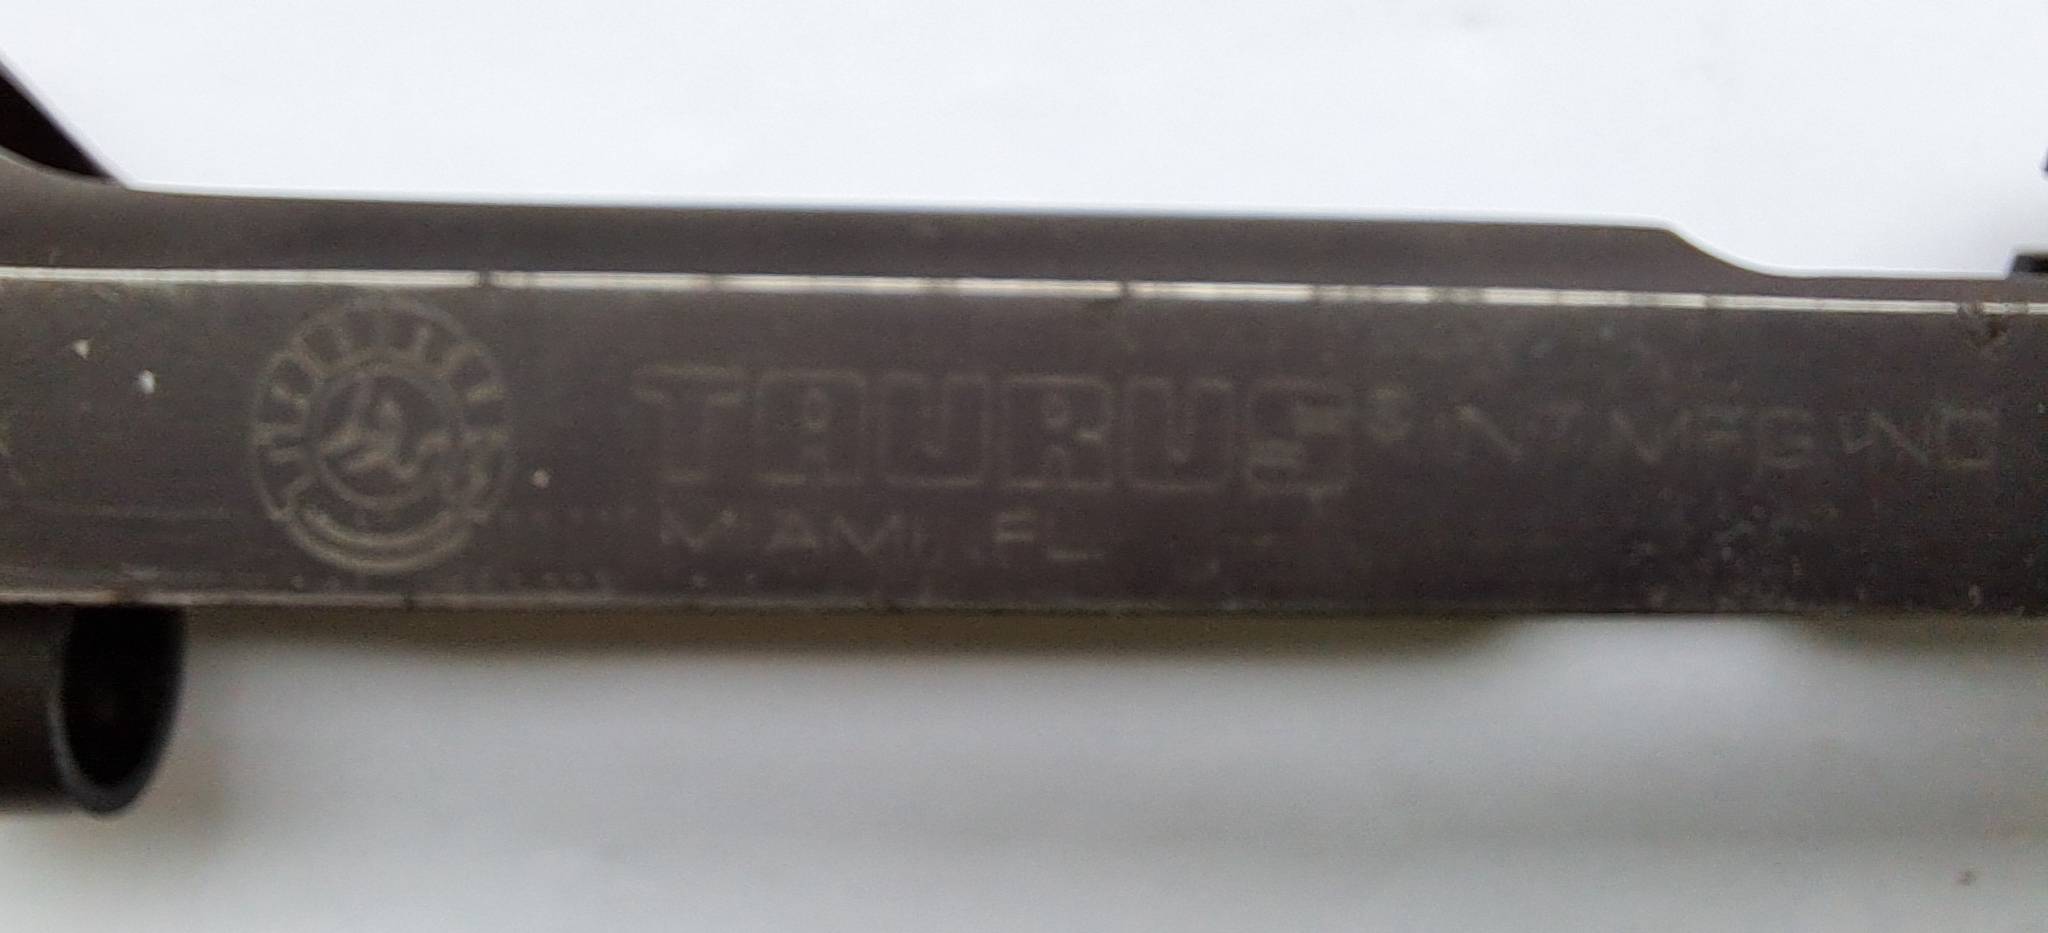 TAURUS® INT. MFG INC
MIAMI, FL.